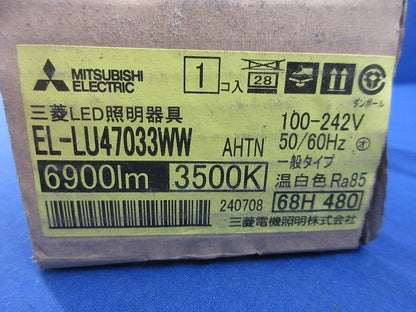 MITSUBISHI
ELECTRIC
1 コ入
28
ダンボール
三菱LED照明器具
EL-LU47033WW AHTN
100-242V
50/60Hz
一般タイプ
6900lm 3500K
温白色 Ra85
240708 68H 480
三菱電機照明株式会社